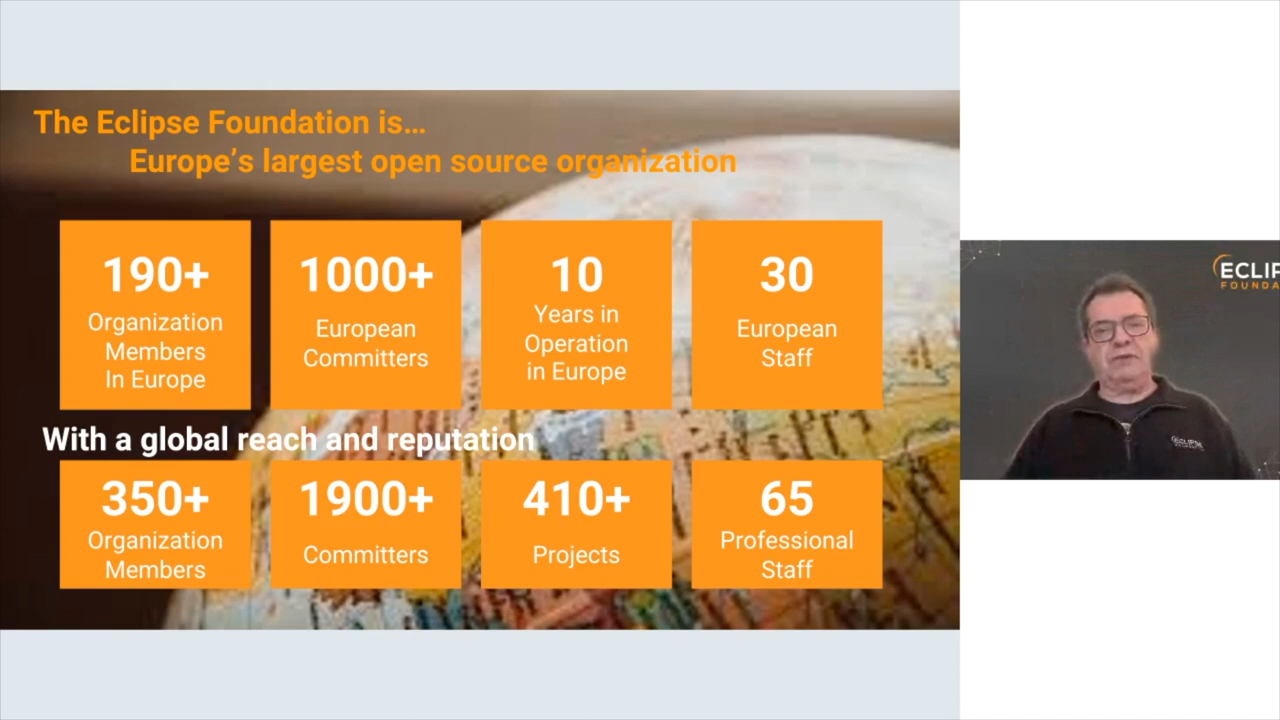 The Eclipse Foundation is…
Europe's largest open source organization
190+
Organization
Members
In Europe
1000+
European
Committers
10
Years in
Operation
in Europe
30
European
Staff
With a global reach and reputation
350+
Organization
Members
1900+
Committers
410+
Projects
65
Professional
Staff
ECLIP
FOUNDA
ECLIPSE